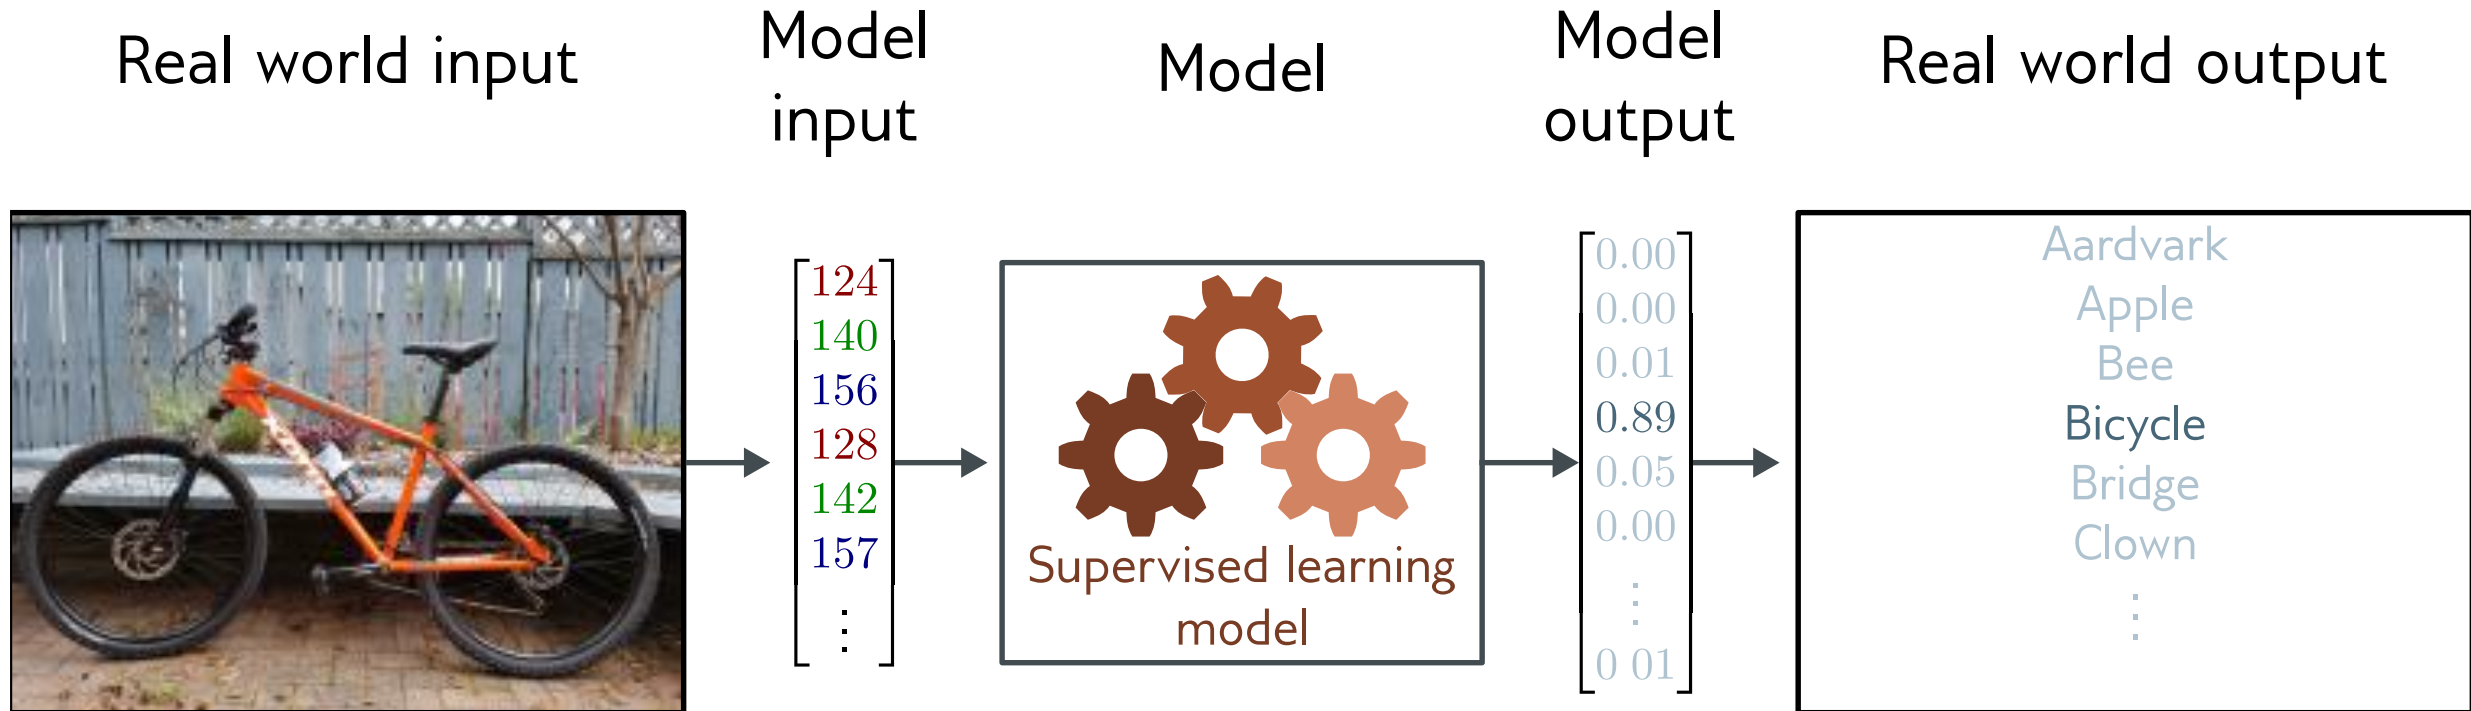 Real world input
Model
input
Model
Model
output
Real world output
124
140
156
128
142
157
⋮
Supervised learning
model
0.00
0.00
0.01
0.89
0.05
0.00
⋮
0 01
Aardvark
Apple
Bee
Bicycle
Bridge
Clown
⋮